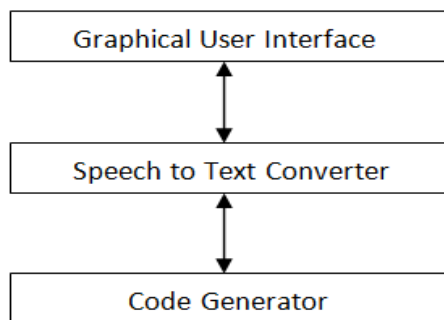 Graphical User Interface
Speech to Text Converter
Code Generator